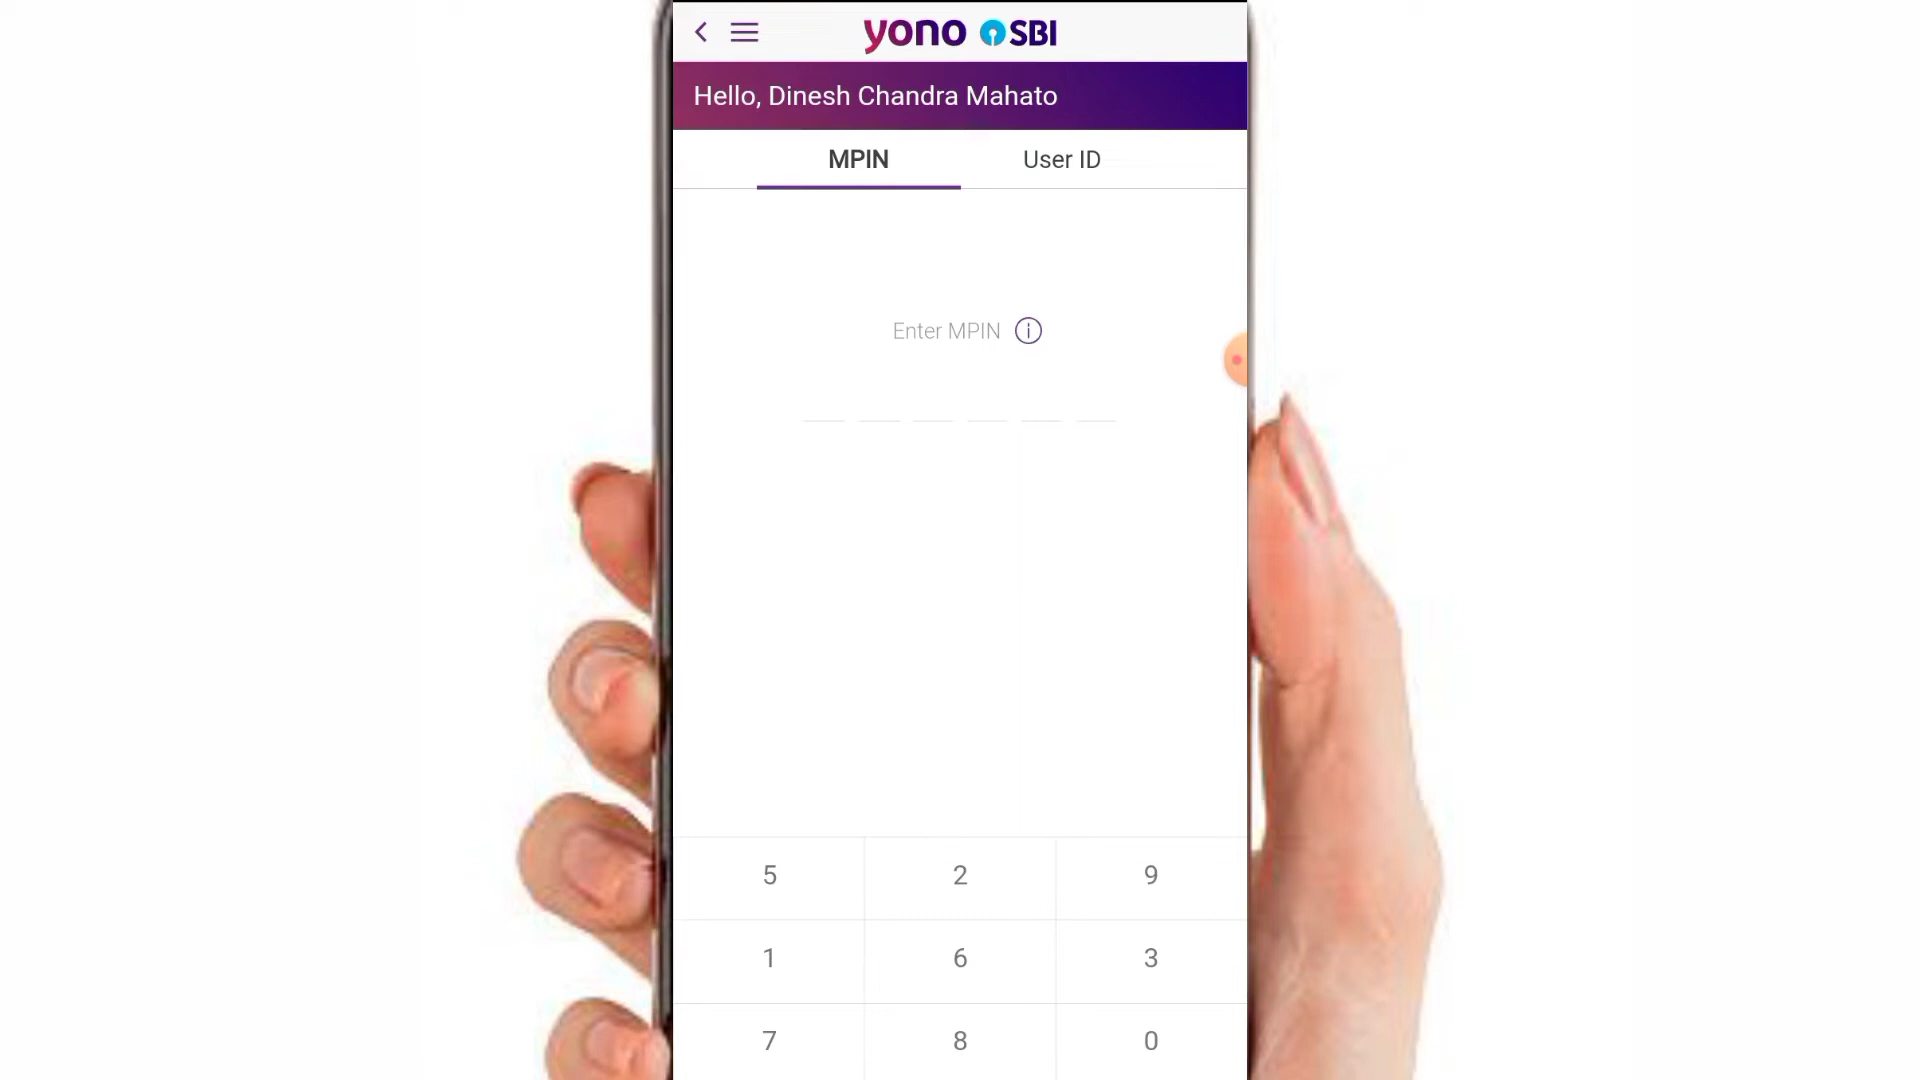 yono SBI
Hello, Dinesh Chandra Mahato
MPIN User ID
Enter MPIN
5 2 9
1 6 3
7 8 0